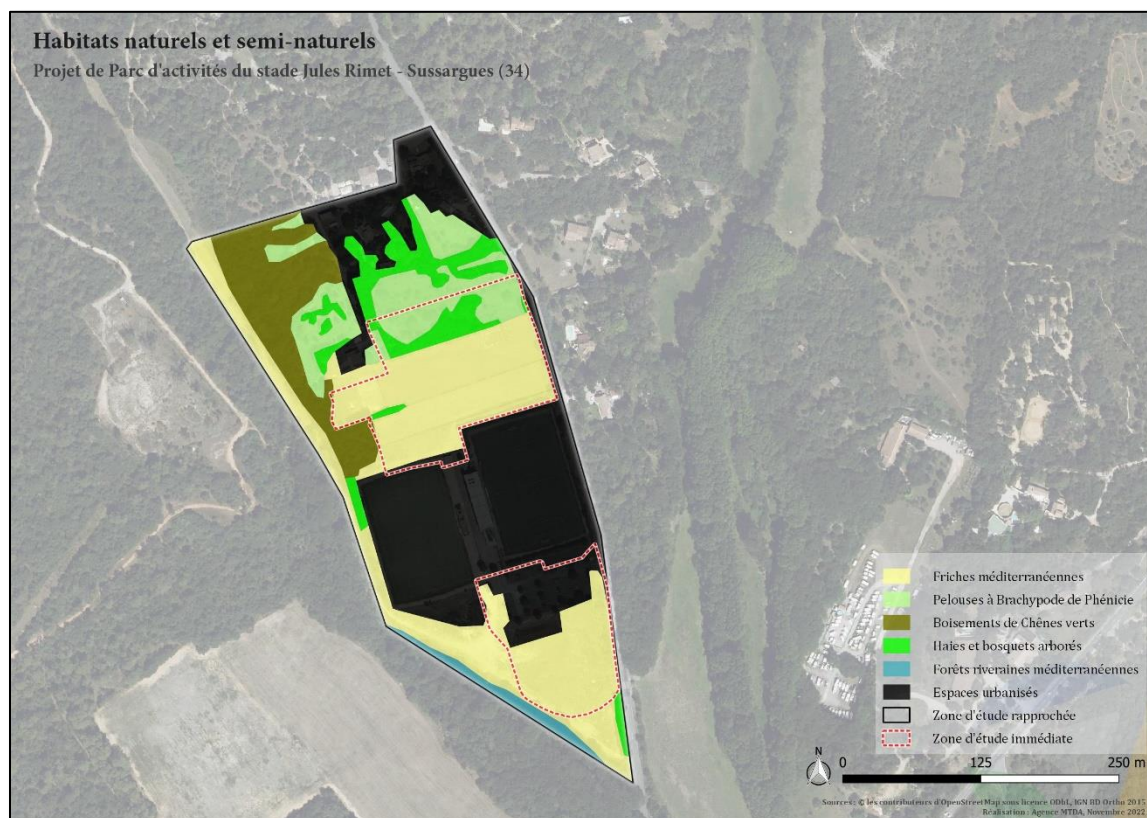 Habitats naturels et semi-naturels
Projet de Parc d'activités du stade Jules Rimet - Sussargues (34)
Friches méditerranéennes
Pelouses à Brachypode de Phénicie
Boisements de Chênes verts
Haies et bosquets arborés
Forêts riveraines méditerranéennes
Espaces urbanisés
Zone d'étude rapprochée
Zone d'étude immédiate
N
0 125 250 m
Sources : © les contributeurs d'OpenStreetMap sous licence ODbL, IGN BD Ortho 2015
Réalisation : Agence MTDA, Novembre 2022